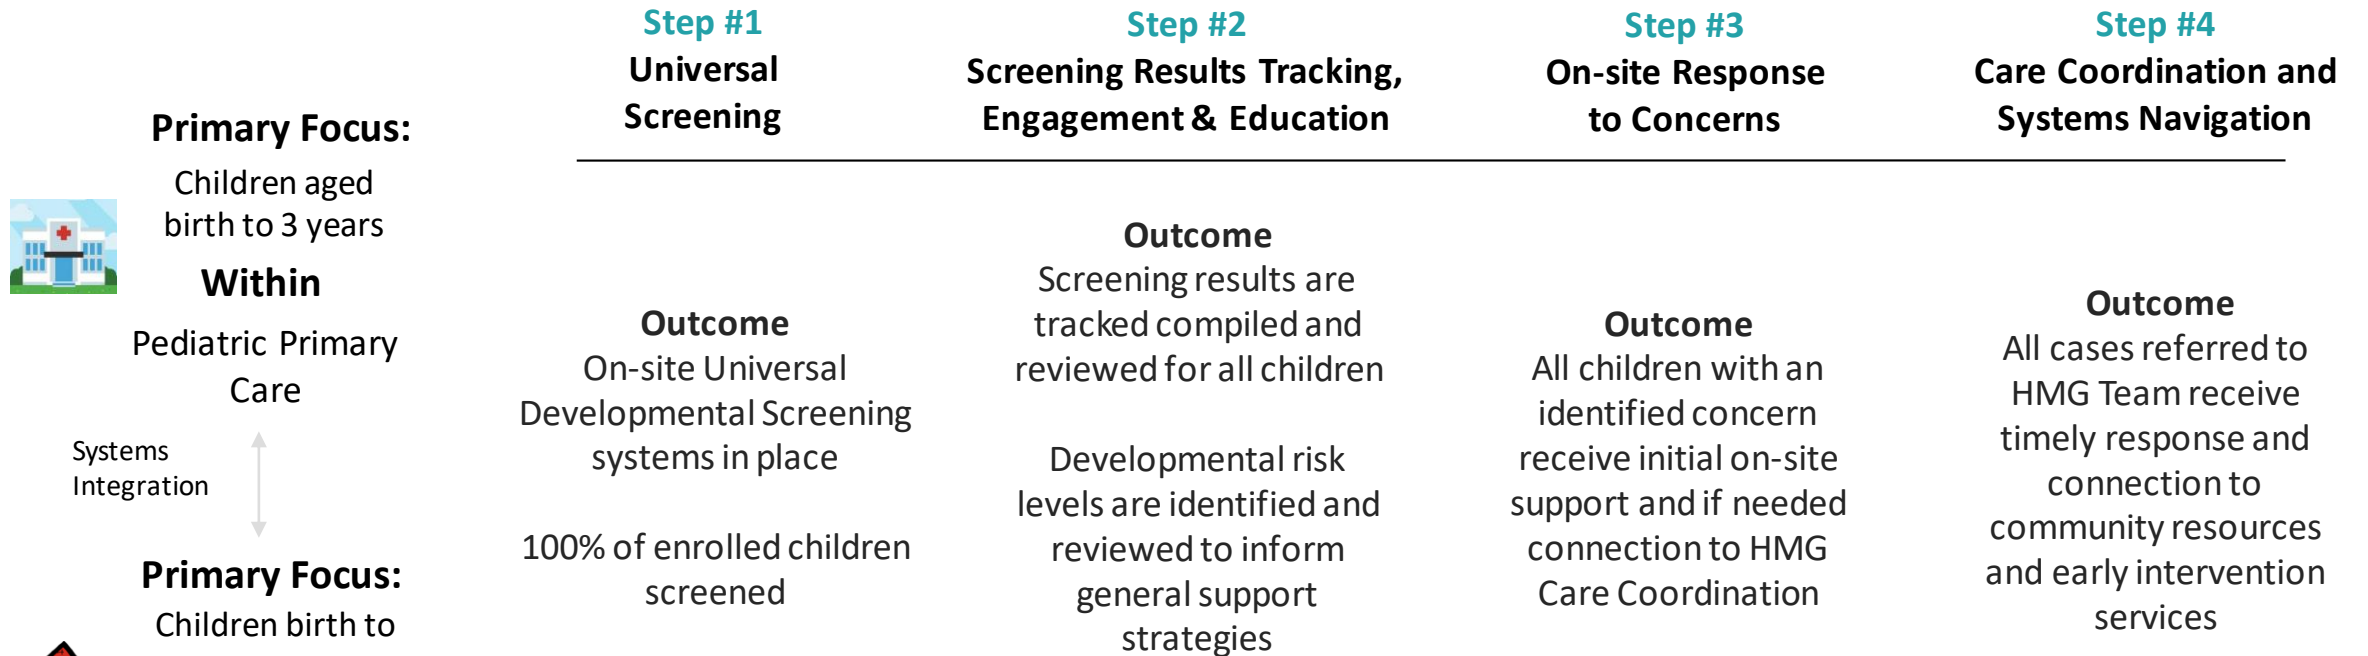 Primary Focus:
Children aged
birth to 3 years
Within
Pediatric Primary
Care
Systems
Integration
Primary Focus:
Children birth to
Step #1
Universal
Screening
Outcome
On-site Universal
Developmental Screening
systems in place
100% of enrolled children
screened
Step #2
Screening Results Tracking,
Engagement & Education
Outcome
Screening results are
tracked compiled and
reviewed for all children
Developmental risk
levels are identified and
reviewed to inform
general support
strategies
Step #3
On-site Response
to Concerns
Outcome
All children with an
identified concern
receive initial on-site
support and if needed
connection to HMG
Care Coordination
Step #4
Care Coordination and
Systems Navigation
Outcome
All cases referred to
HMG Team receive
timely response and
connection to
community resources
and early intervention
services